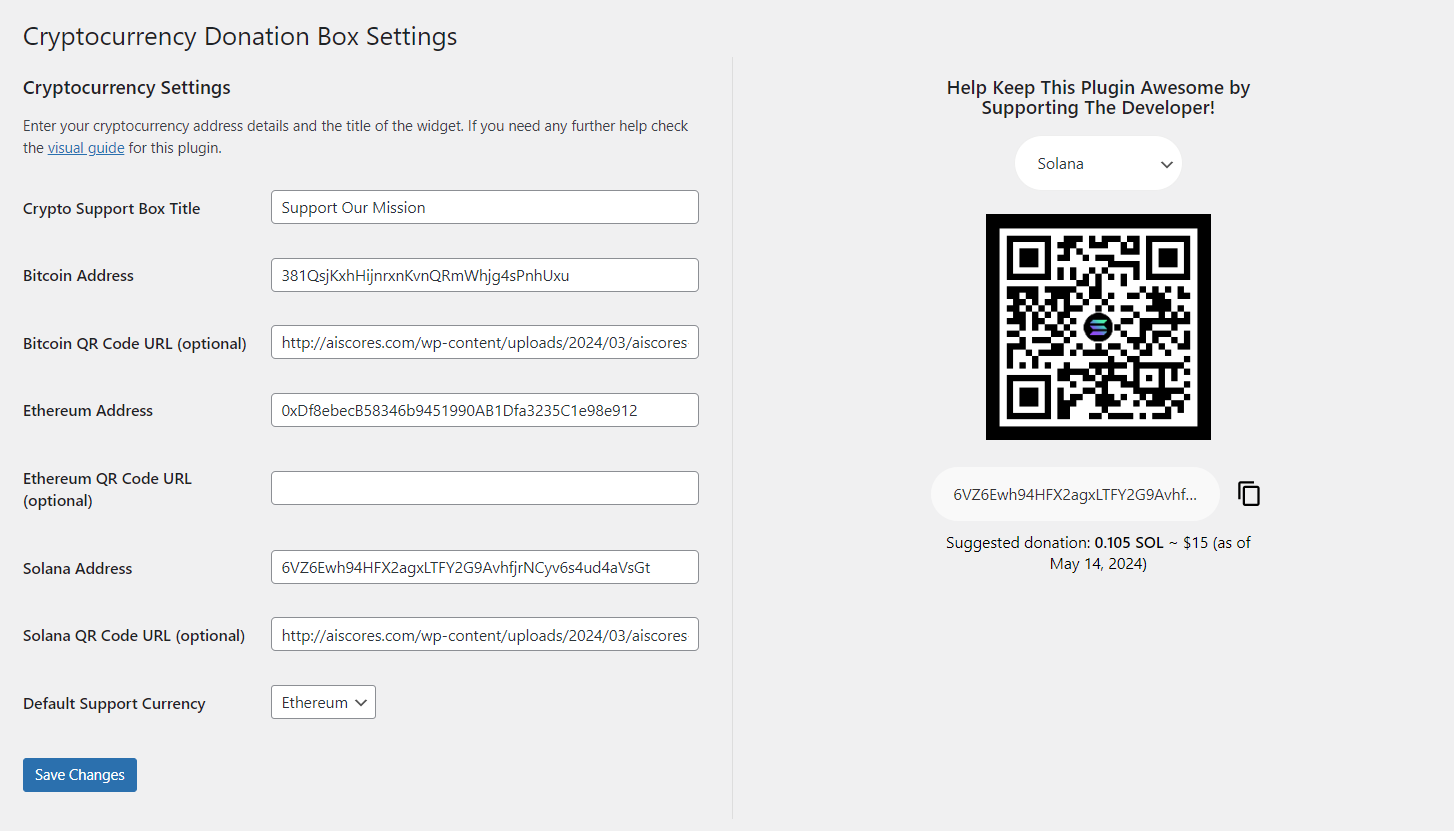 Cryptocurrency Donation Box Settings
Cryptocurrency Settings
Enter your cryptocurrency address details and the title of the widget. If you need any further help check
the visual guide for this plugin.
Crypto Support Box Title
Support Our Mission
Bitcoin Address
381QsjKxhHijnrxnKvnQRmWhjg4sPnhUxu
Bitcoin QR Code URL (optional)
http://aiscores.com/wp-content/uploads/2024/03/aiscores-
Ethereum Address
0xDf8ebecB58346b9451990AB1Dfa3235C1e98e912
Ethereum QR Code URL
(optional)
Solana Address
6VZ6Ewh94HFX2agxLTFY2G9AvhfjrNCyv6s4ud4aVsGt
Solana QR Code URL (optional)
http://aiscores.com/wp-content/uploads/2024/03/aiscores-
Default Support Currency
Ethereum
Save Changes
Help Keep This Plugin Awesome by
Supporting The Developer!
Solana
6VZ6Ewh94HFX2agxLTFY2G9Avhf...
Suggested donation: 0.105 SOL ~ $15 (as of
May 14, 2024)